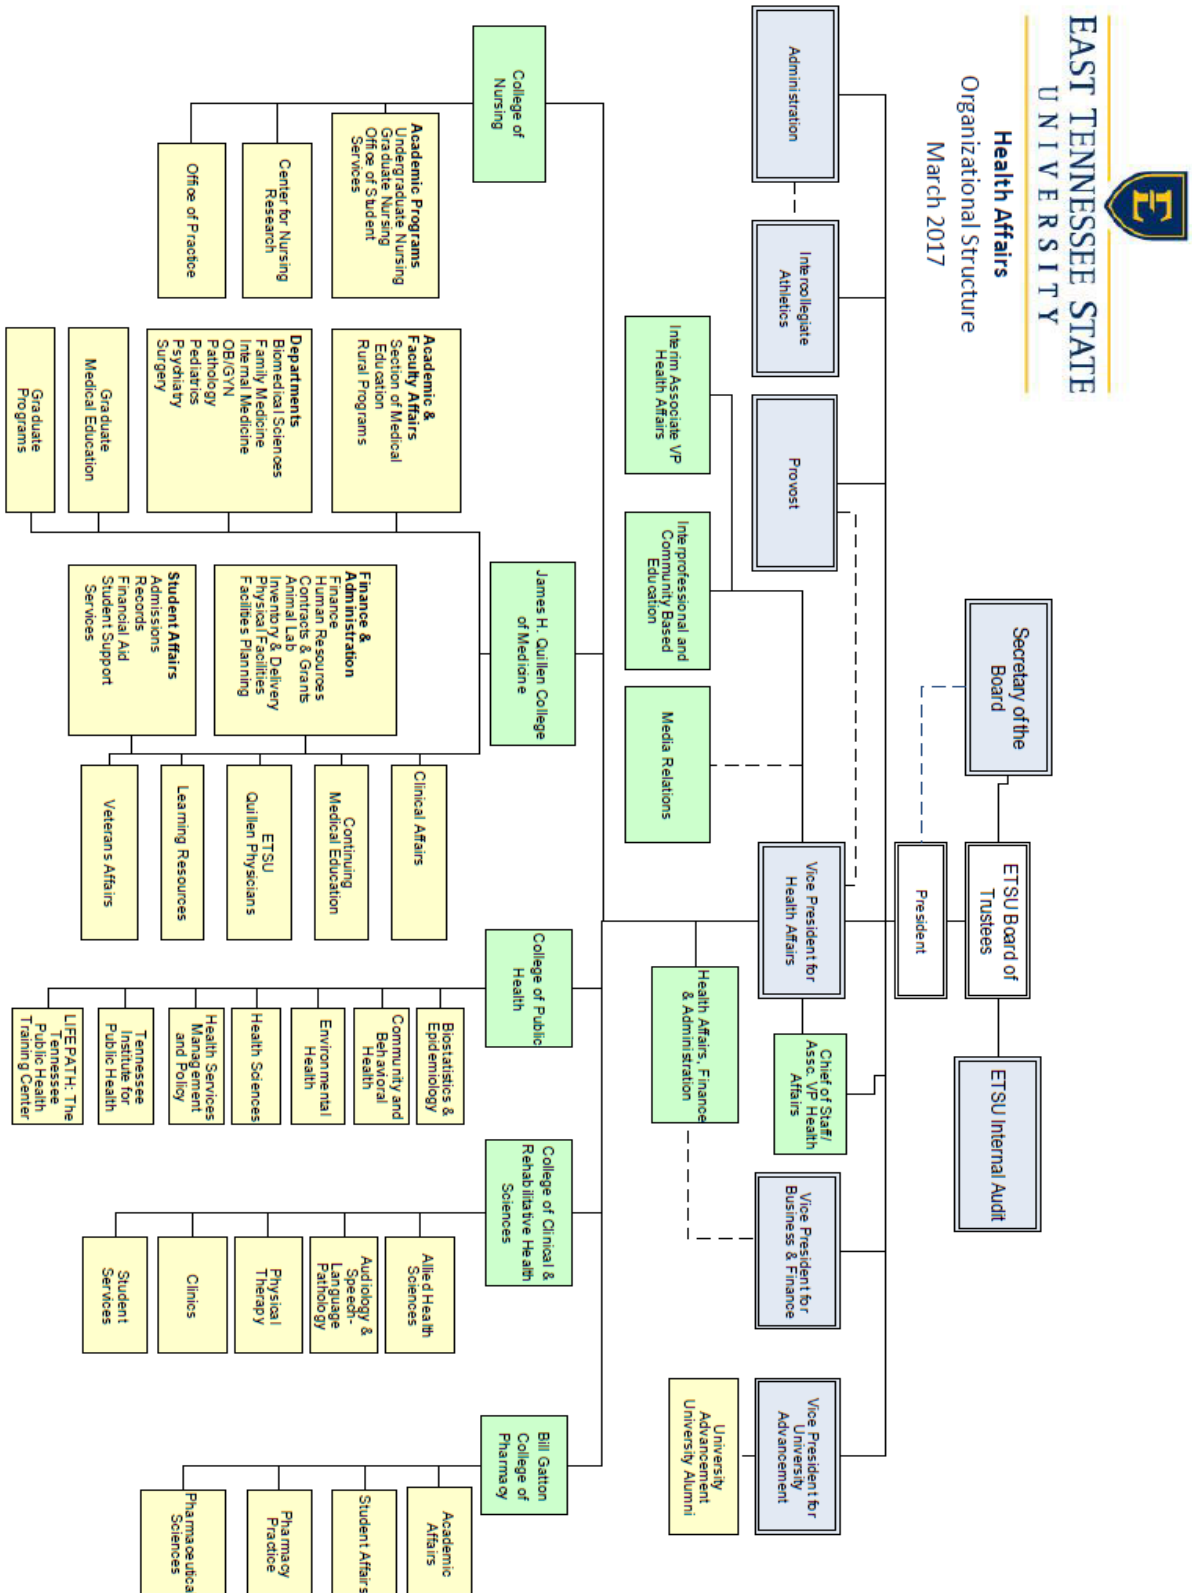 EAST TENNESSEE STATE
UNIVERSITY
Health Affairs
Organizational Structure
March 2017
Secretary of the
Board
ETSU Board of
Trustees
ETSU Internal Audit
President
Administration
Intercollegiate
Athletics
Provost
Vice President for
Health Affairs
Chief of Staff/
Asso. VP Health
Affairs
Vice President for
Business & Finance
Vice President for
University
Advancement
Interim Associate VP
Health Affairs
Interprofessional and
Community Based
Education
Media Relations
Health Affairs, Finance
& Administration
University
Advancement
University Alumni
College of
Nursing
James H. Quillen College
of Medicine
College of Public
Health
College of Clinical &
Rehabilitative Health
Sciences
Bill Gatton
College of
Pharmacy
Academic Programs
Undergraduate Nursing
Graduate Nursing
Office of Student
Services
Center for Nursing
Research
Office of Practice
Academic &
Faculty Affairs
Section of Medical
Education
Rural Programs
Departments
Biomedical Sciences
Family Medicine
Internal Medicine
OB/GYN
Pathology
Pediatrics
Psychiatry
Surgery
Graduate
Medical Education
Graduate
Programs
Finance &
Administration
Finance
Human Resources
Contracts & Grants
Animal Lab
Inventory & Delivery
Physical Facilities
Facilities Planning
Student Affairs
Admissions
Records
Financial Aid
Student Support
Services
Clinical Affairs
Continuing
Medical Education
ETSU
Quillen Physicians
Learning Resources
Veterans Affairs
Biostatistics &
Epidemiology
Community and
Behavioral
Health
Environmental
Health
Health Sciences
Health Services
Management
and Policy
Tennessee
Institute for
Public Health
LIFEPATH: The
Tennessee
Public Health
Training Center
Allied Health
Sciences
Audiology &
Speech-
Language
Pathology
Physical
Therapy
Clinics
Student
Services
Academic
Affairs
Student Affairs
Pharmacy
Practice
Pharmaceutica
Sciences